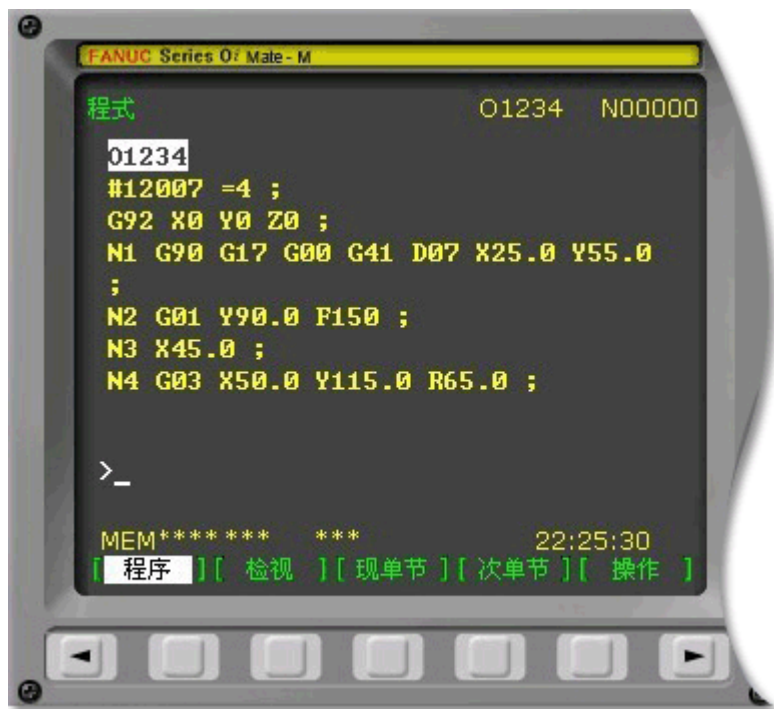 FANUC Series 0i Mate-M
程式 O1234 N00000
O1234
#12007 =4 ;
G92 X0 Y0 Z0 ;
N1 G90 G17 G00 G41 D07 X25.0 Y55.0
;
N2 G01 Y90.0 F150 ;
N3 X45.0 ;
N4 G03 X50.0 Y115.0 R65.0 ;
>_
MEM**** *** *** 22:25:30
[ 程序 ][ 检视 ][ 现单节 ][ 次单节 ][ 操作 ]